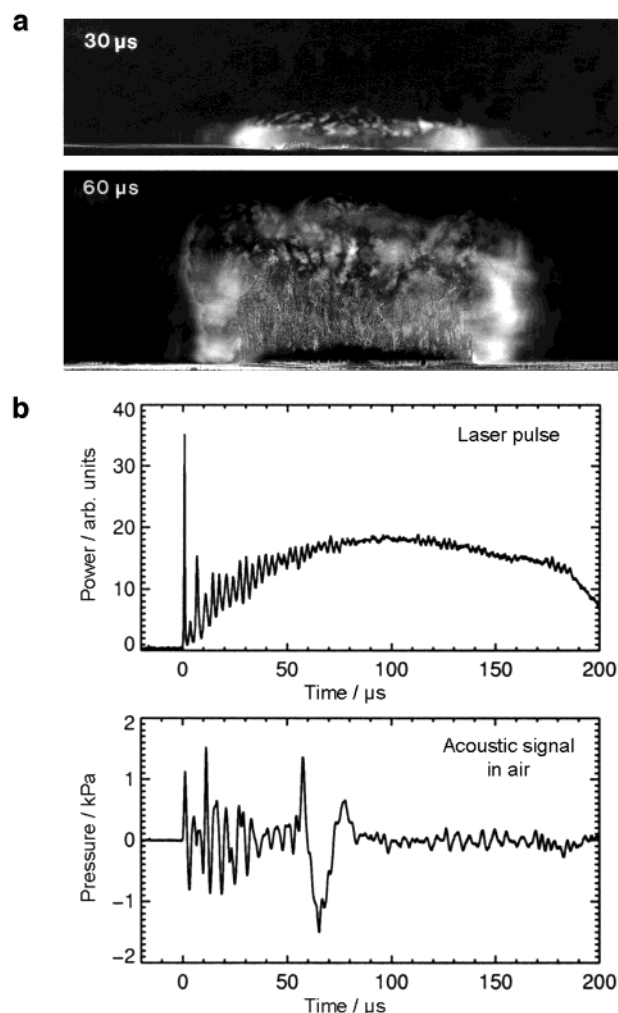 a
30 µs
60 µs
b
40
30
20
10
0
Power / arb. units
Laser pulse
0
50
100
150
200
Time / µs
2
1
0
−1
−2
Pressure / kPa
Acoustic signal
in air
0
50
100
150
200
Time / µs